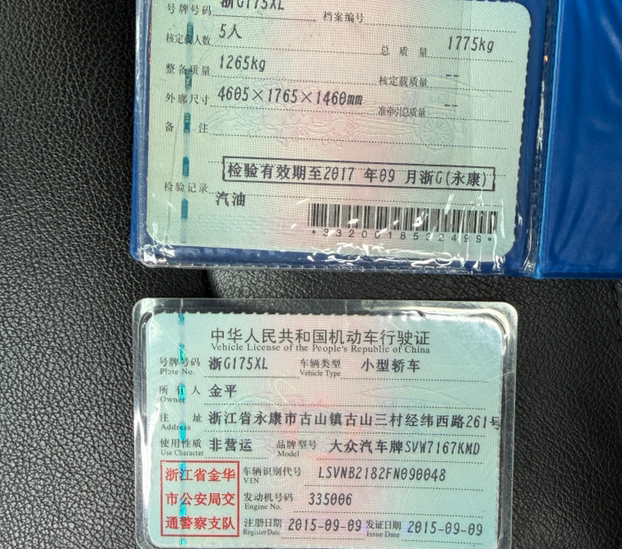 号牌号码 浙G175XL 档案编号
核定载人数 5人 总质量 1775kg
整备质量 1265kg 核定载质量 --
外廓尺寸 4605×1765×1460mm 准牵引总质量 --
备注
检验有效期至2017 年09 月浙G(永康)
检验记录
汽油
中华人民共和国机动车行驶证
Vehicle License of the People's Republic of China
号牌号码 浙G175XL 车辆类型 小型轿车
Plate No. Vehicle Type
所有人 金平
Owner
住址 浙江省永康市古山镇古山三村经纬西路261号
Address
使用性质 非营运 品牌型号 大众汽车牌SVW7167KMD
Use Character Model
浙江省金华
市公安局交
通警察支队
车辆识别代号 LSVNB2182FN090048
VIN
发动机号码 335006
Engine No.
注册日期 2015-09-09 发证日期 2015-09-09
Register Date Issue Date